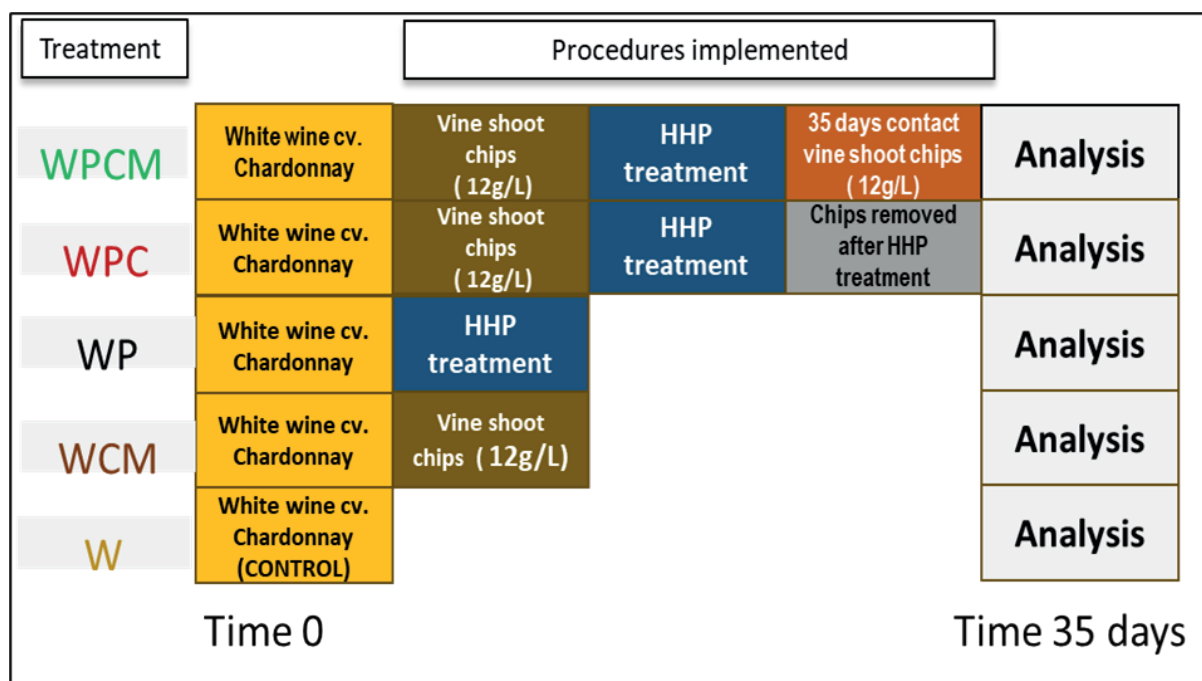 Treatment
Procedures implemented
WPCM
White wine cv.
Chardonnay
Vine shoot
chips
( 12g/L)
HHP
treatment
35 days contact
vine shoot chips
( 12g/L)
Analysis
WPC
White wine cv.
Chardonnay
Vine shoot
chips
( 12g/L)
HHP
treatment
Chips removed
after HHP
treatment
Analysis
WP
White wine cv.
Chardonnay
HHP
treatment
Analysis
WCM
White wine cv.
Chardonnay
Vine shoot
chips ( 12g/L)
Analysis
W
White wine cv.
Chardonnay
(CONTROL)
Analysis
Time 0
Time 35 days